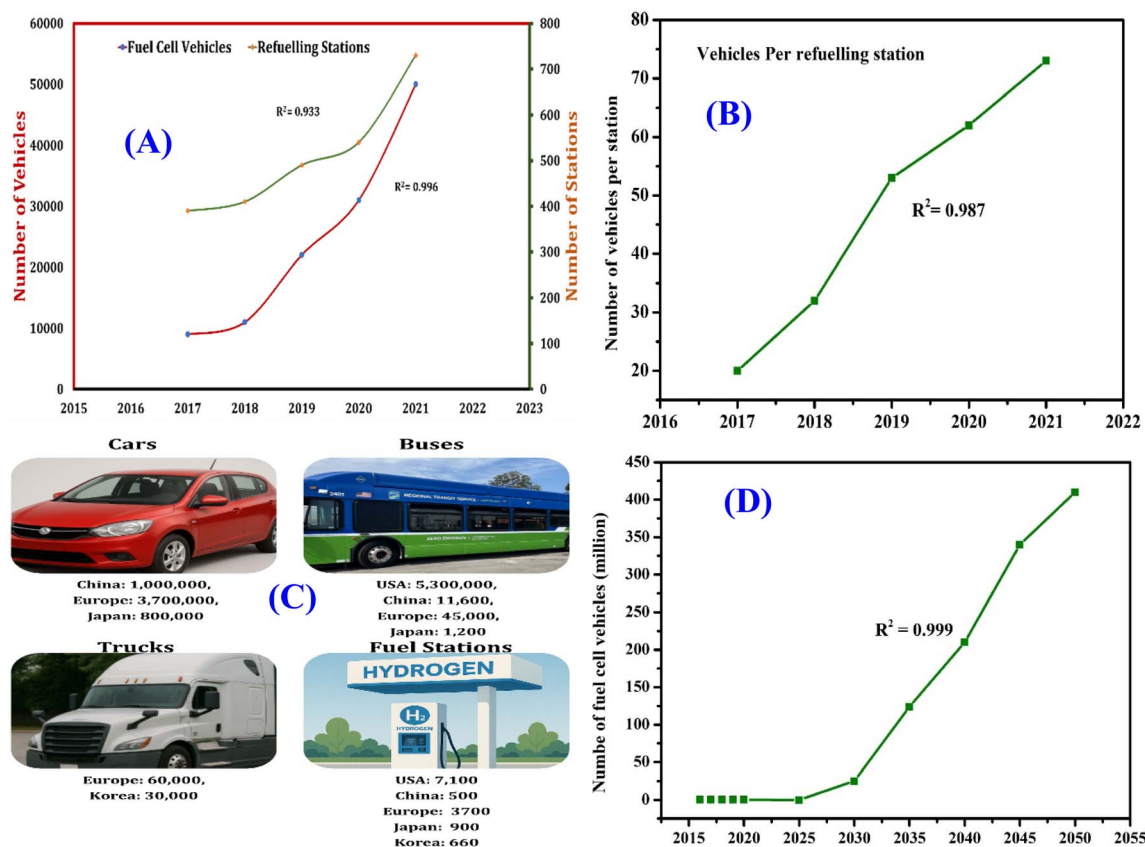 Fuel Cell Vehicles
Refuelling Stations
(A)
R²= 0.933
R²= 0.996
Number of Vehicles
Number of Stations
60000
50000
40000
30000
20000
10000
0
800
700
600
500
400
300
200
100
0
2015 2016 2017 2018 2019 2020 2021 2022 2023
Vehicles Per refuelling station
(B)
R²= 0.987
Number of vehicles per station
80
70
60
50
40
30
20
2016 2017 2018 2019 2020 2021 2022
Cars
China: 1,000,000,
Europe: 3,700,000,
Japan: 800,000
Buses
2401
REGIONAL TRANSIT SERVICE
ZERO EMISSION
USA: 5,300,000,
China: 11,600,
Europe: 45,000,
Japan: 1,200
(C)
Trucks
Europe: 60,000,
Korea: 30,000
Fuel Stations
HYDROGEN
H2
HYDROGEN
USA: 7,100
China: 500
Europe: 3700
Japan: 900
Korea: 660
(D)
R² = 0.999
Numbe of fuel cell vehicles (million)
450
400
350
300
250
200
150
100
50
0
2015 2020 2025 2030 2035 2040 2045 2050 2055